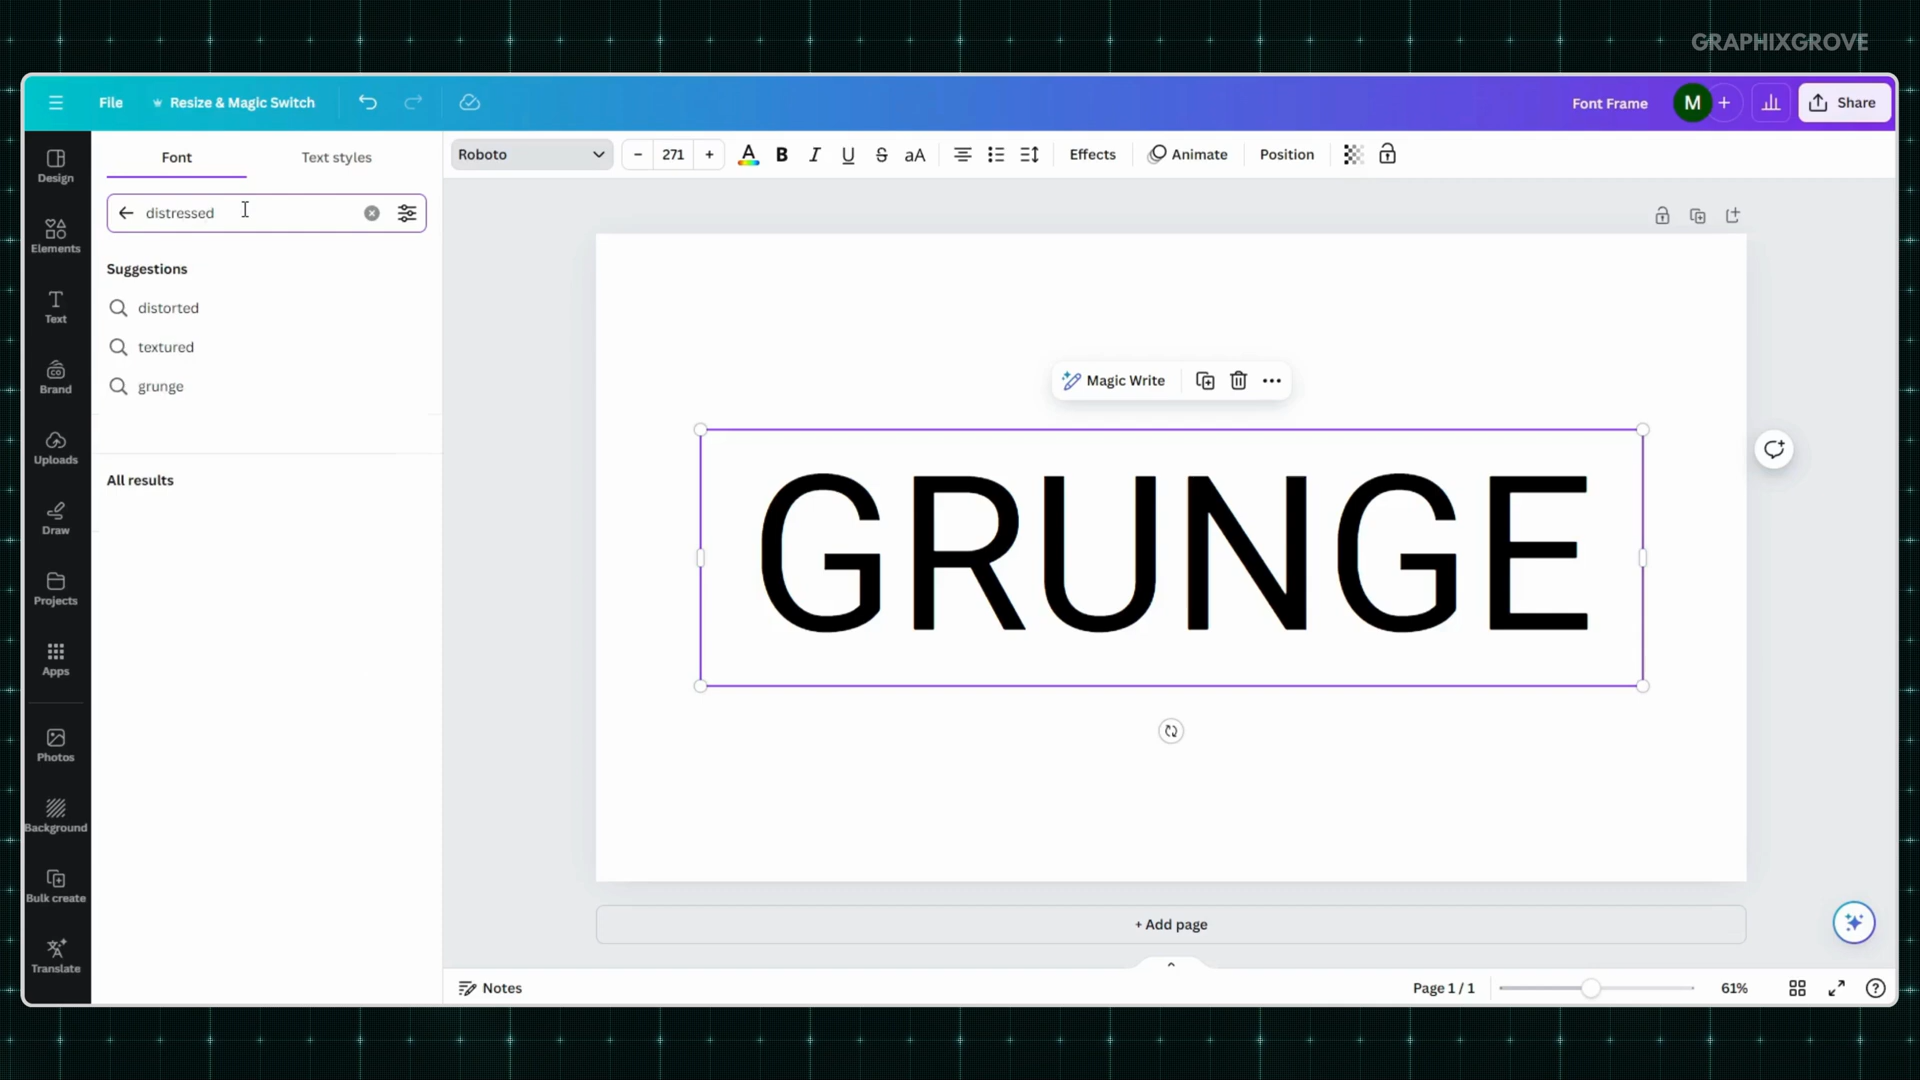 GRAPHIXGROVE
File
Resize & Magic Switch
Font Frame
M
Share
Design
Elements
Text
Brand
Uploads
Draw
Projects
Apps
Photos
Background
Bulk create
Translate
Font
Text styles
distressed
Suggestions
distorted
textured
grunge
All results
Roboto
- 271 +
A B I U S aA
Effects
Animate
Position
Magic Write
GRUNGE
+ Add page
Notes
Page 1 / 1
61%